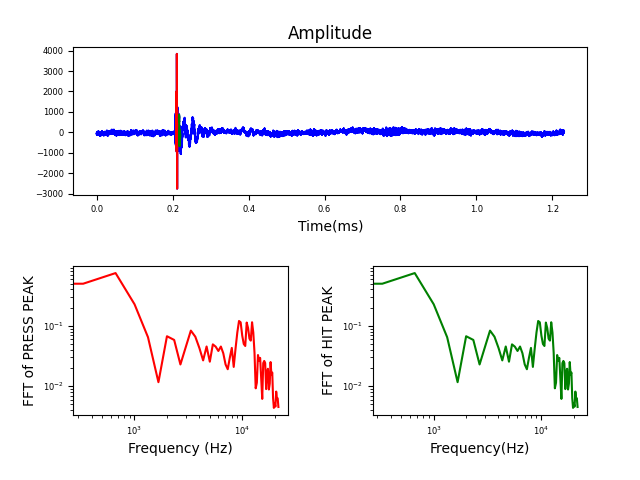 Amplitude
4000
3000
2000
1000
0
−1000
−2000
−3000
0.0 0.2 0.4 0.6 0.8 1.0 1.2
Time(ms)
FFT of PRESS PEAK
10⁻¹
10⁻²
10³ 10⁴
Frequency (Hz)
FFT of HIT PEAK
10⁻¹
10⁻²
10³ 10⁴
Frequency(Hz)